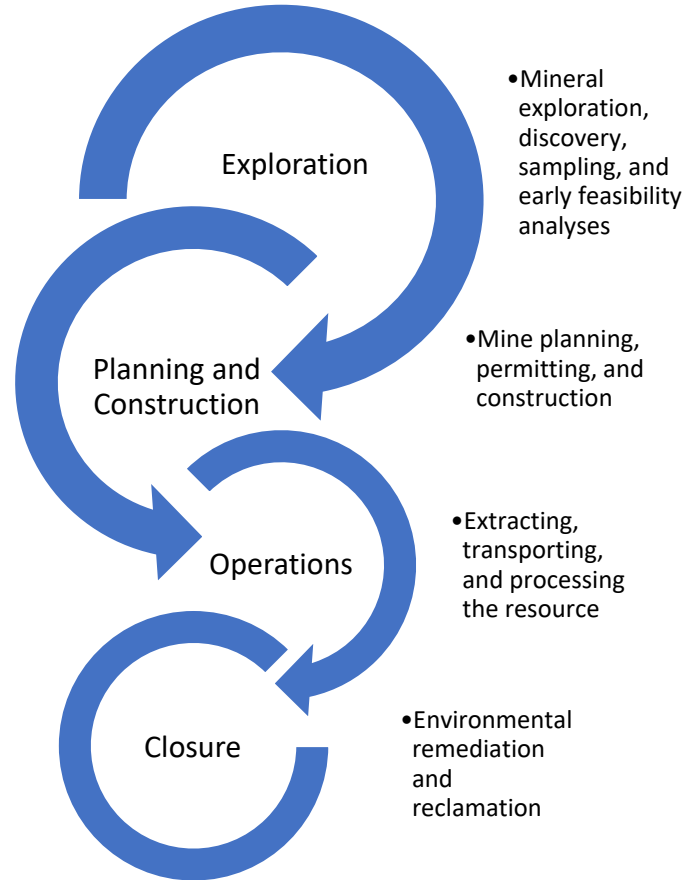 Exploration
•Mineral
exploration,
discovery,
sampling, and
early feasibility
analyses
Planning and
Construction
•Mine planning,
permitting, and
construction
Operations
•Extracting,
transporting,
and processing
the resource
Closure
•Environmental
remediation
and
reclamation